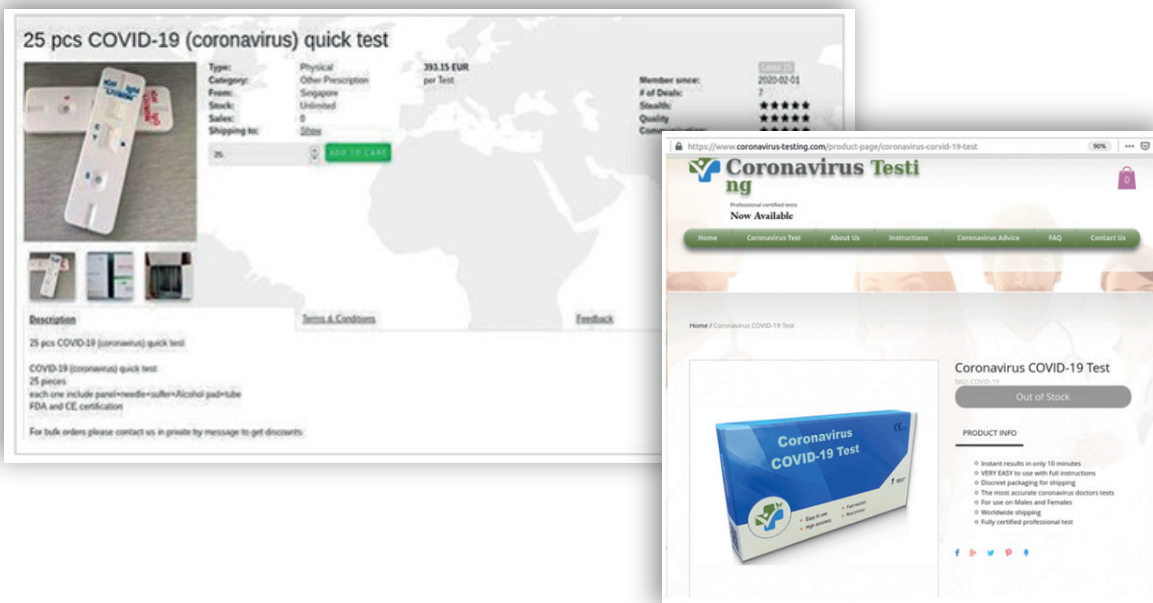 25 pcs COVID-19 (coronavirus) quick test
Type: Physical 393.15 EUR
Category: Other Prescription per Test
From: Singapore
Stock: Unlimited
Sales: 0
Shipping to: Show
25 ADD TO CART
Member since: 2020-02-01
# of Deals: 7
Stealth: ★★★★★
Quality ★★★★★
★★★★★
Description
Terms & Conditions
Feedback
25 pcs COVID-19 (coronavirus) quick test
COVID-19 (coronavirus) quick test
25 pieces
each one include panel+needle+suffer+Alcohol pad+tube
FDA and CE certification
For bulk orders please contact us in private by message to get discounts
https://www.coronavirus-testing.com/product-page/coronavirus-corvid-19-test 90%
Coronavirus Testi
ng
Professional certified tests
Now Available
0
Home Coronavirus Test About Us Instructions Coronavirus Advice FAQ Contact Us
Home / Coronavirus COVID-19 Test
Coronavirus
COVID-19 Test
CE
1 TEST
Easy to use
High accuracy
Coronavirus COVID-19 Test
SKU: COVID-19
Out of Stock
PRODUCT INFO
Instant results in only 10 minutes
VERY EASY to use with full instructions
Discreet packaging for shipping
The most accurate coronavirus doctors tests
For use on Males and Females
Worldwide shipping
Fully certified professional test